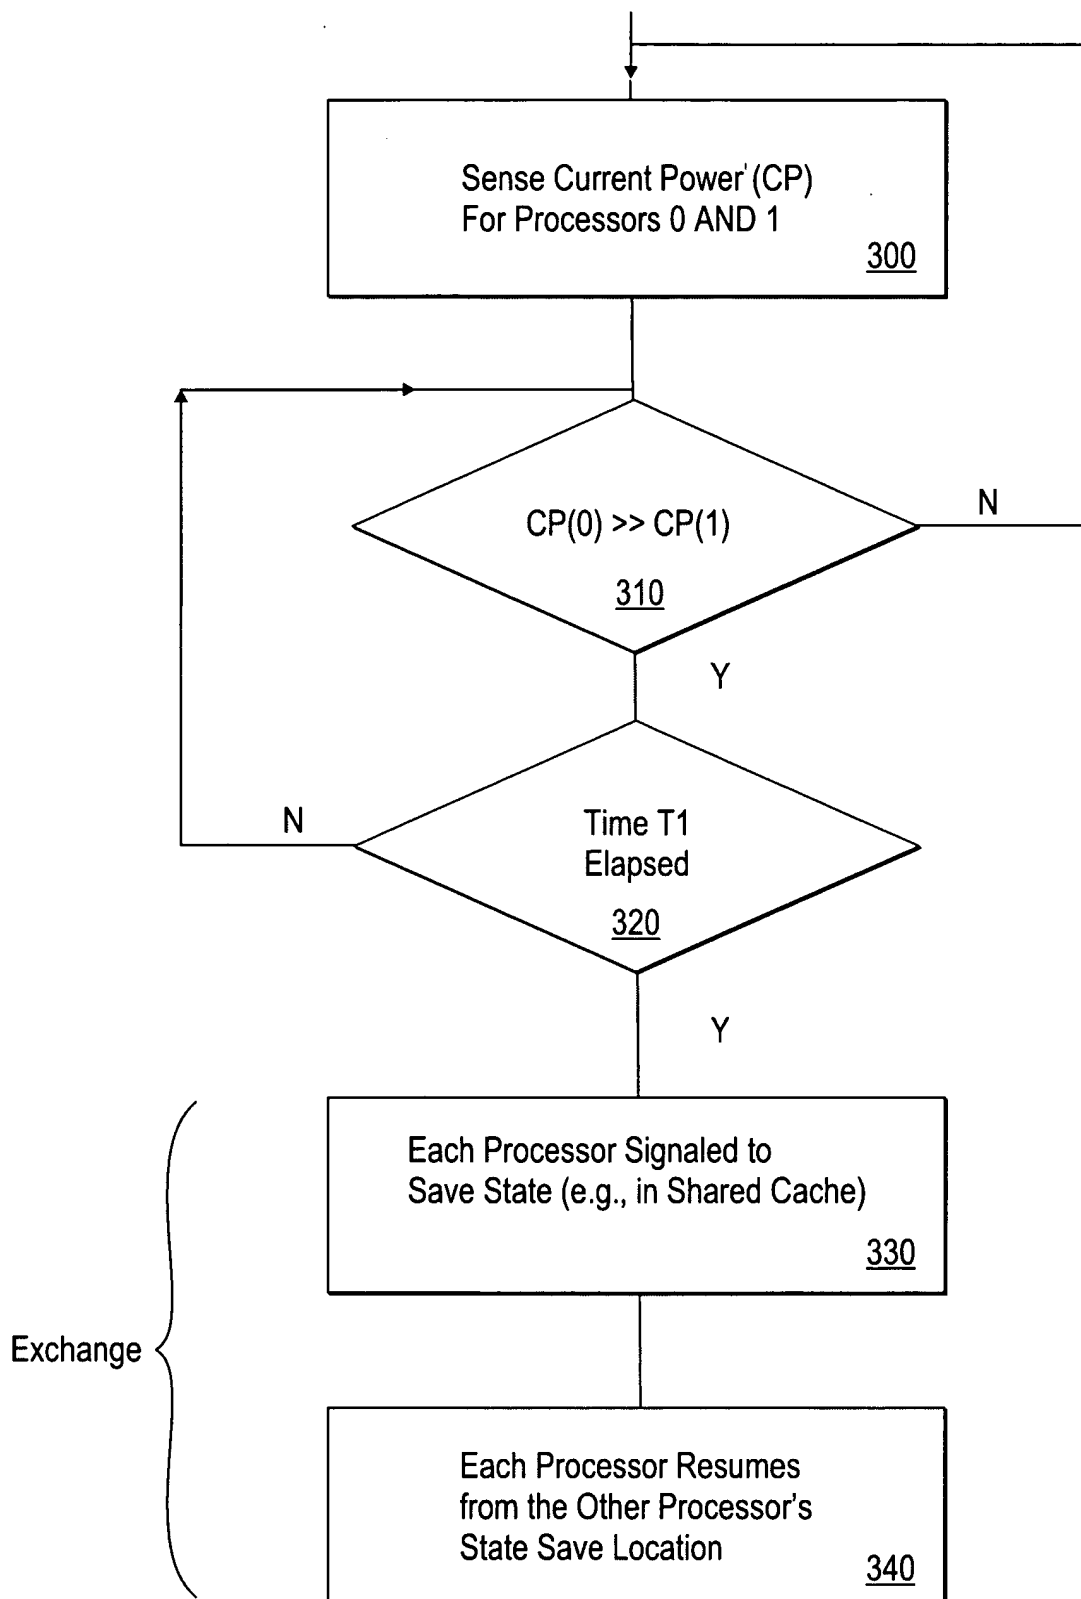 Sense Current Power (CP)
For Processors 0 AND 1
300
CP(0) >> CP(1)
N
310
Y
N
Time T1
Elapsed
320
Y
Each Processor Signaled to
Save State (e.g., in Shared Cache)
330
Exchange
Each Processor Resumes
from the Other Processor's
State Save Location
340